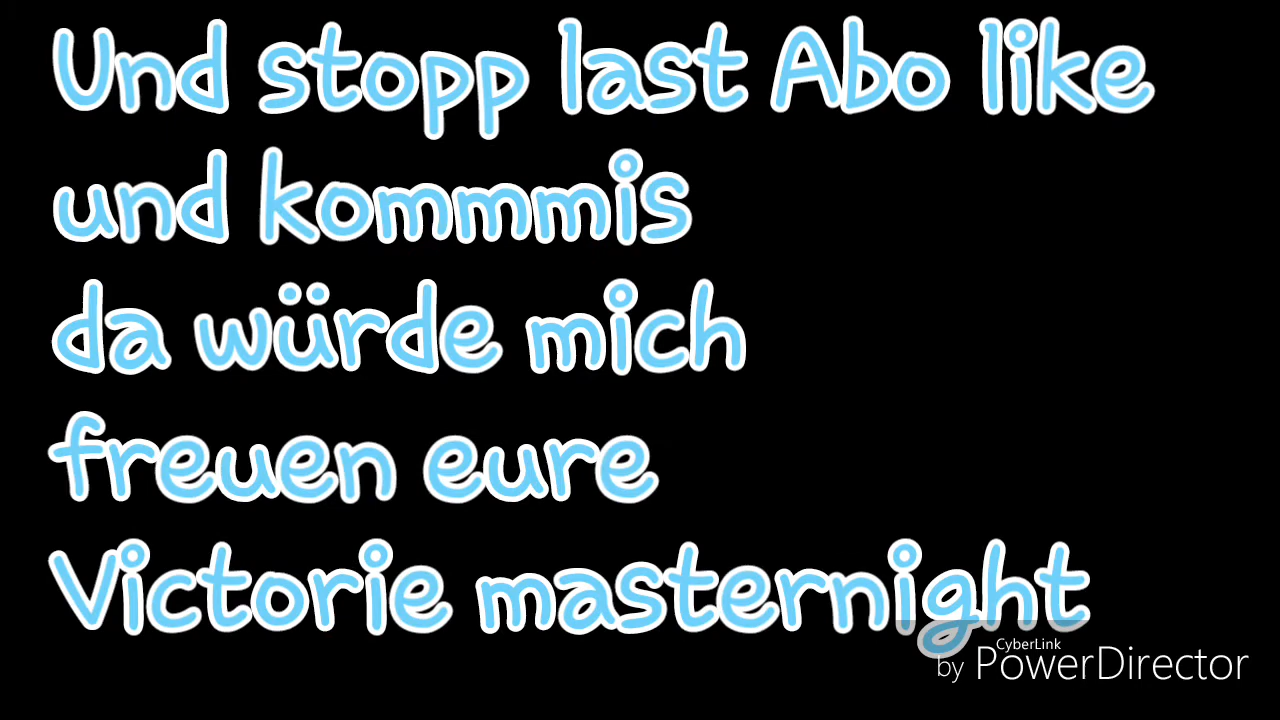 Und stopp last Abo like
und kommmis
da würde mich
freuen eure
Victorie masternight
CyberLink
by PowerDirector